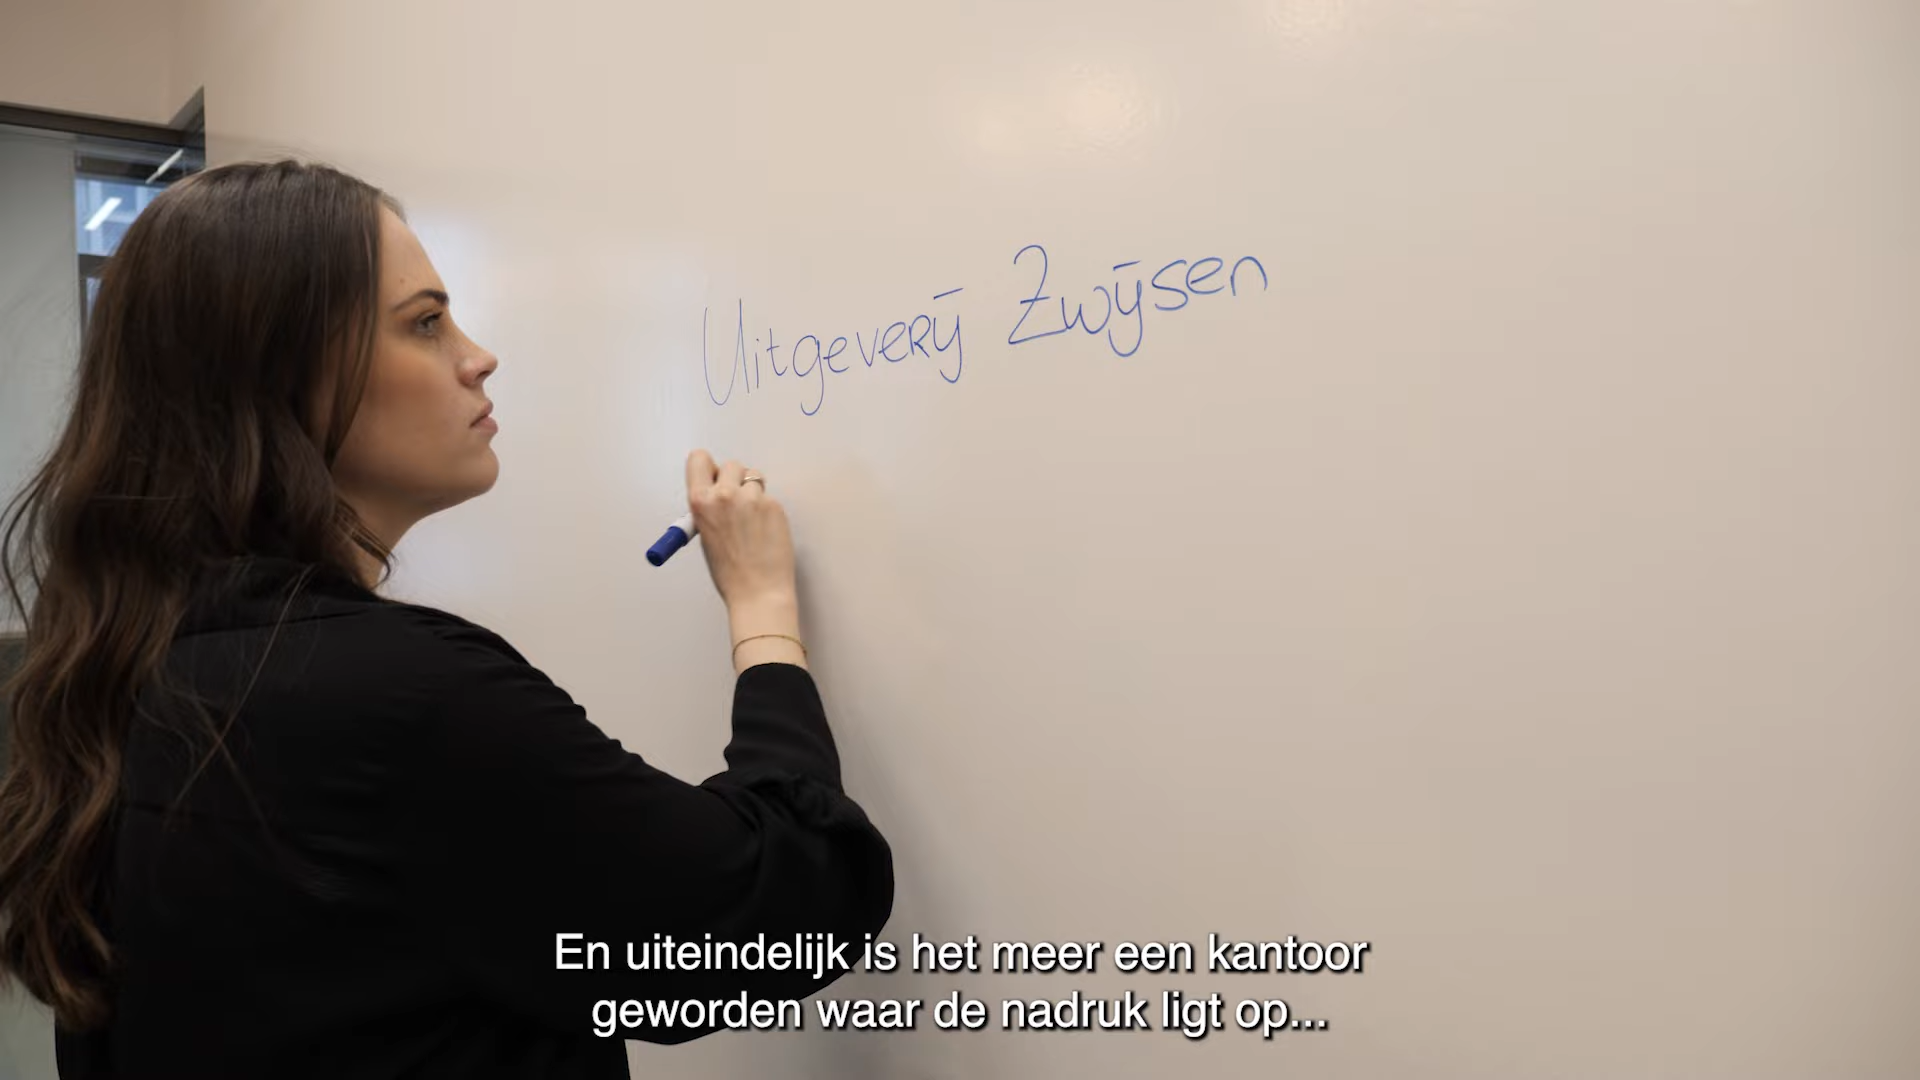 Uitgeverij Zwijsen
En uiteindelijk is het meer een kantoor
geworden waar de nadruk ligt op...